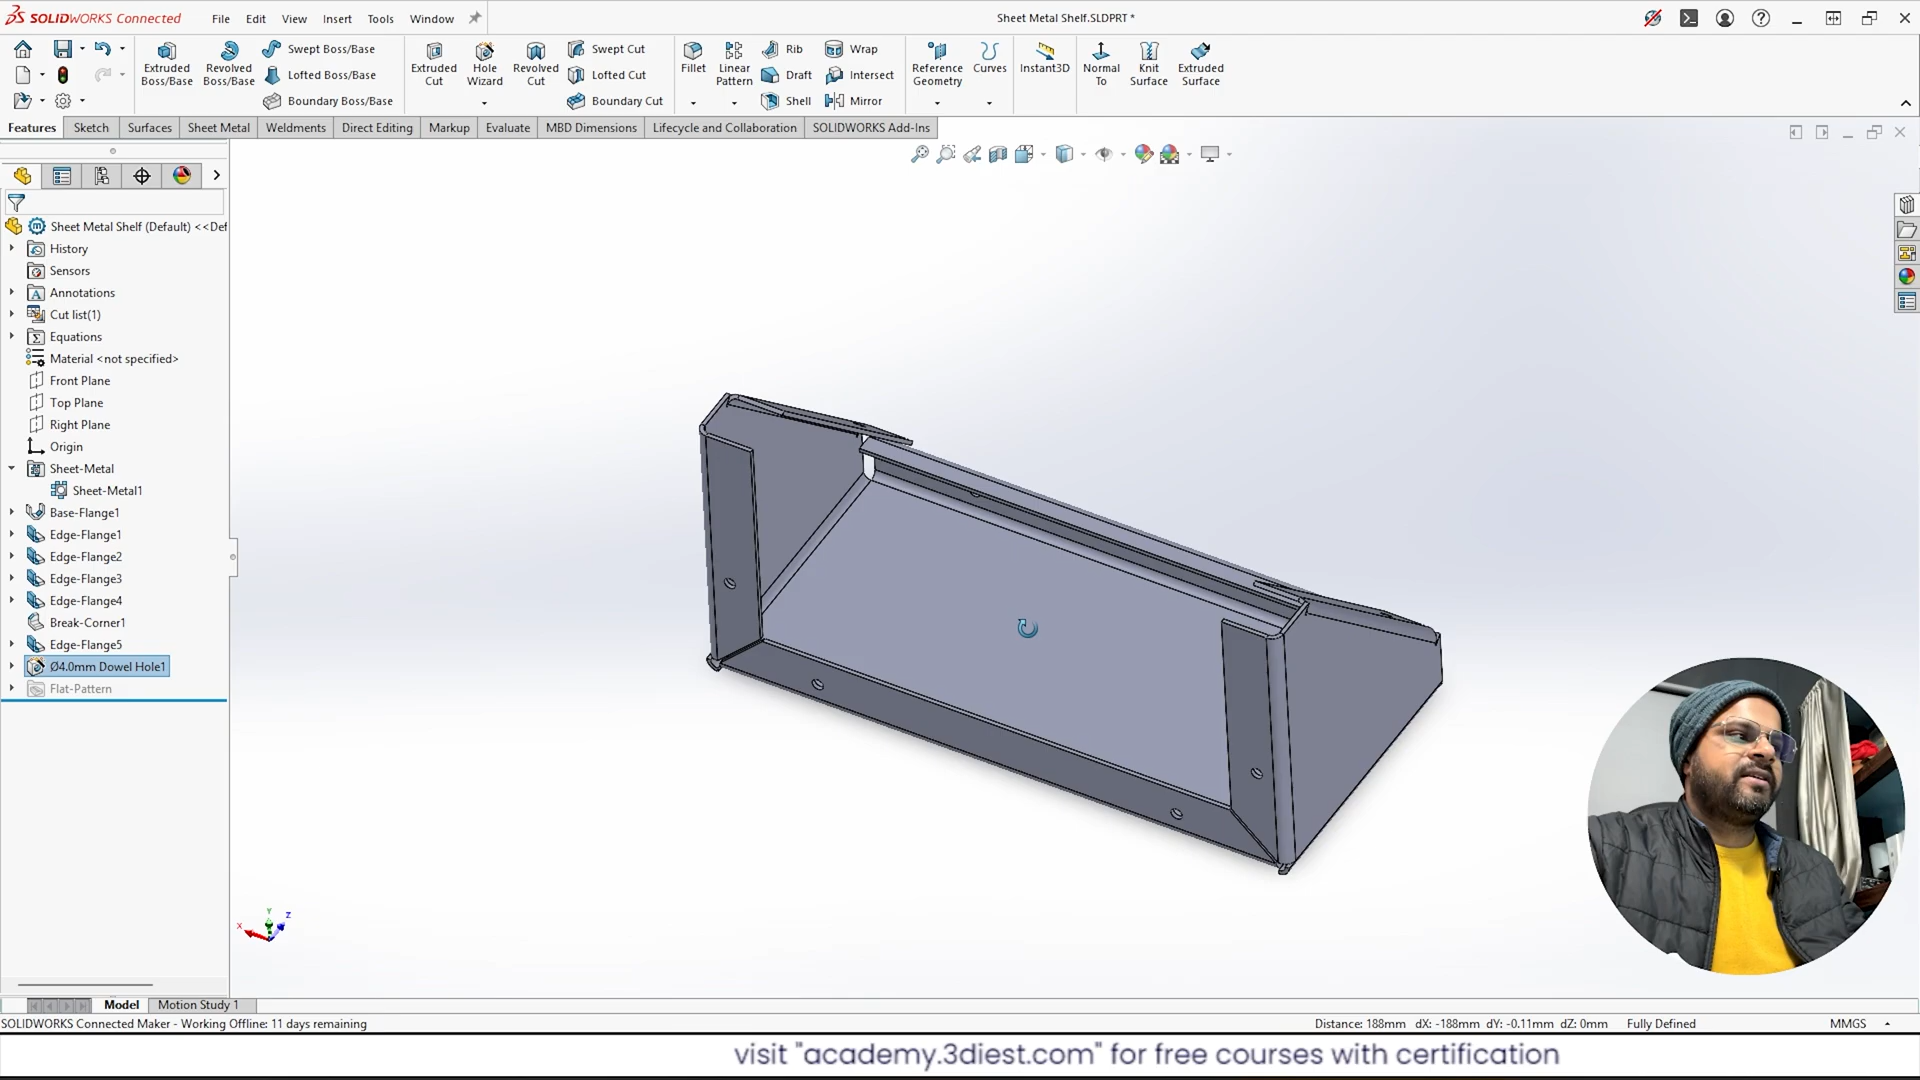 SOLIDWORKS Connected
File Edit View Insert Tools Window
Sheet Metal Shelf.SLDPRT *
Extruded Boss/Base
Revolved Boss/Base
Swept Boss/Base
Lofted Boss/Base
Boundary Boss/Base
Extruded Cut
Hole Wizard
Revolved Cut
Swept Cut
Lofted Cut
Boundary Cut
Fillet
Linear Pattern
Rib
Draft
Shell
Wrap
Intersect
Mirror
Reference Geometry
Curves
Instant3D
Normal To
Knit Surface
Extruded Surface
Features Sketch Surfaces Sheet Metal Weldments Direct Editing Markup Evaluate MBD Dimensions Lifecycle and Collaboration SOLIDWORKS Add-Ins
Sheet Metal Shelf (Default) <<Def
History
Sensors
Annotations
Cut list(1)
Equations
Material <not specified>
Front Plane
Top Plane
Right Plane
Origin
Sheet-Metal
Sheet-Metal1
Base-Flange1
Edge-Flange1
Edge-Flange2
Edge-Flange3
Edge-Flange4
Break-Corner1
Edge-Flange5
Ø4.0mm Dowel Hole1
Flat-Pattern
Y
X
Z
Model Motion Study 1
SOLIDWORKS Connected Maker - Working Offline: 11 days remaining
Distance: 188mm dX: -188mm dY: -0.11mm dZ: 0mm Fully Defined MMGS
visit "academy.3diest.com" for free courses with certification